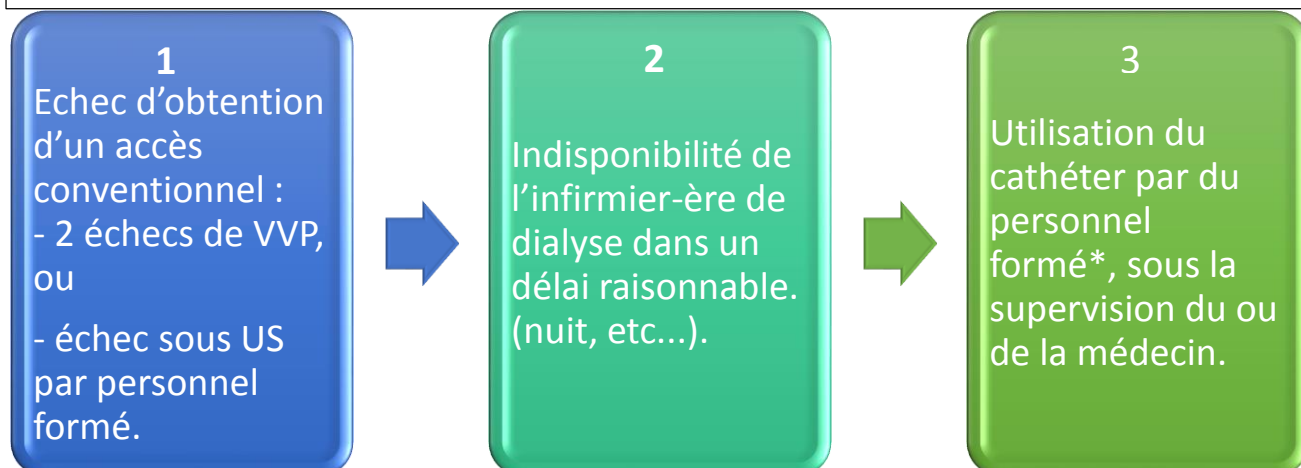 1
Echec d’obtention
d’un accès
conventionnel :
- 2 échecs de VVP,
ou
- échec sous US
par personnel
formé.
2
Indisponibilité de
l’infirmier-ère de
dialyse dans un
délai raisonnable.
(nuit, etc...).
3
Utilisation du
cathéter par du
personnel
formé*, sous la
supervision du ou
de la médecin.